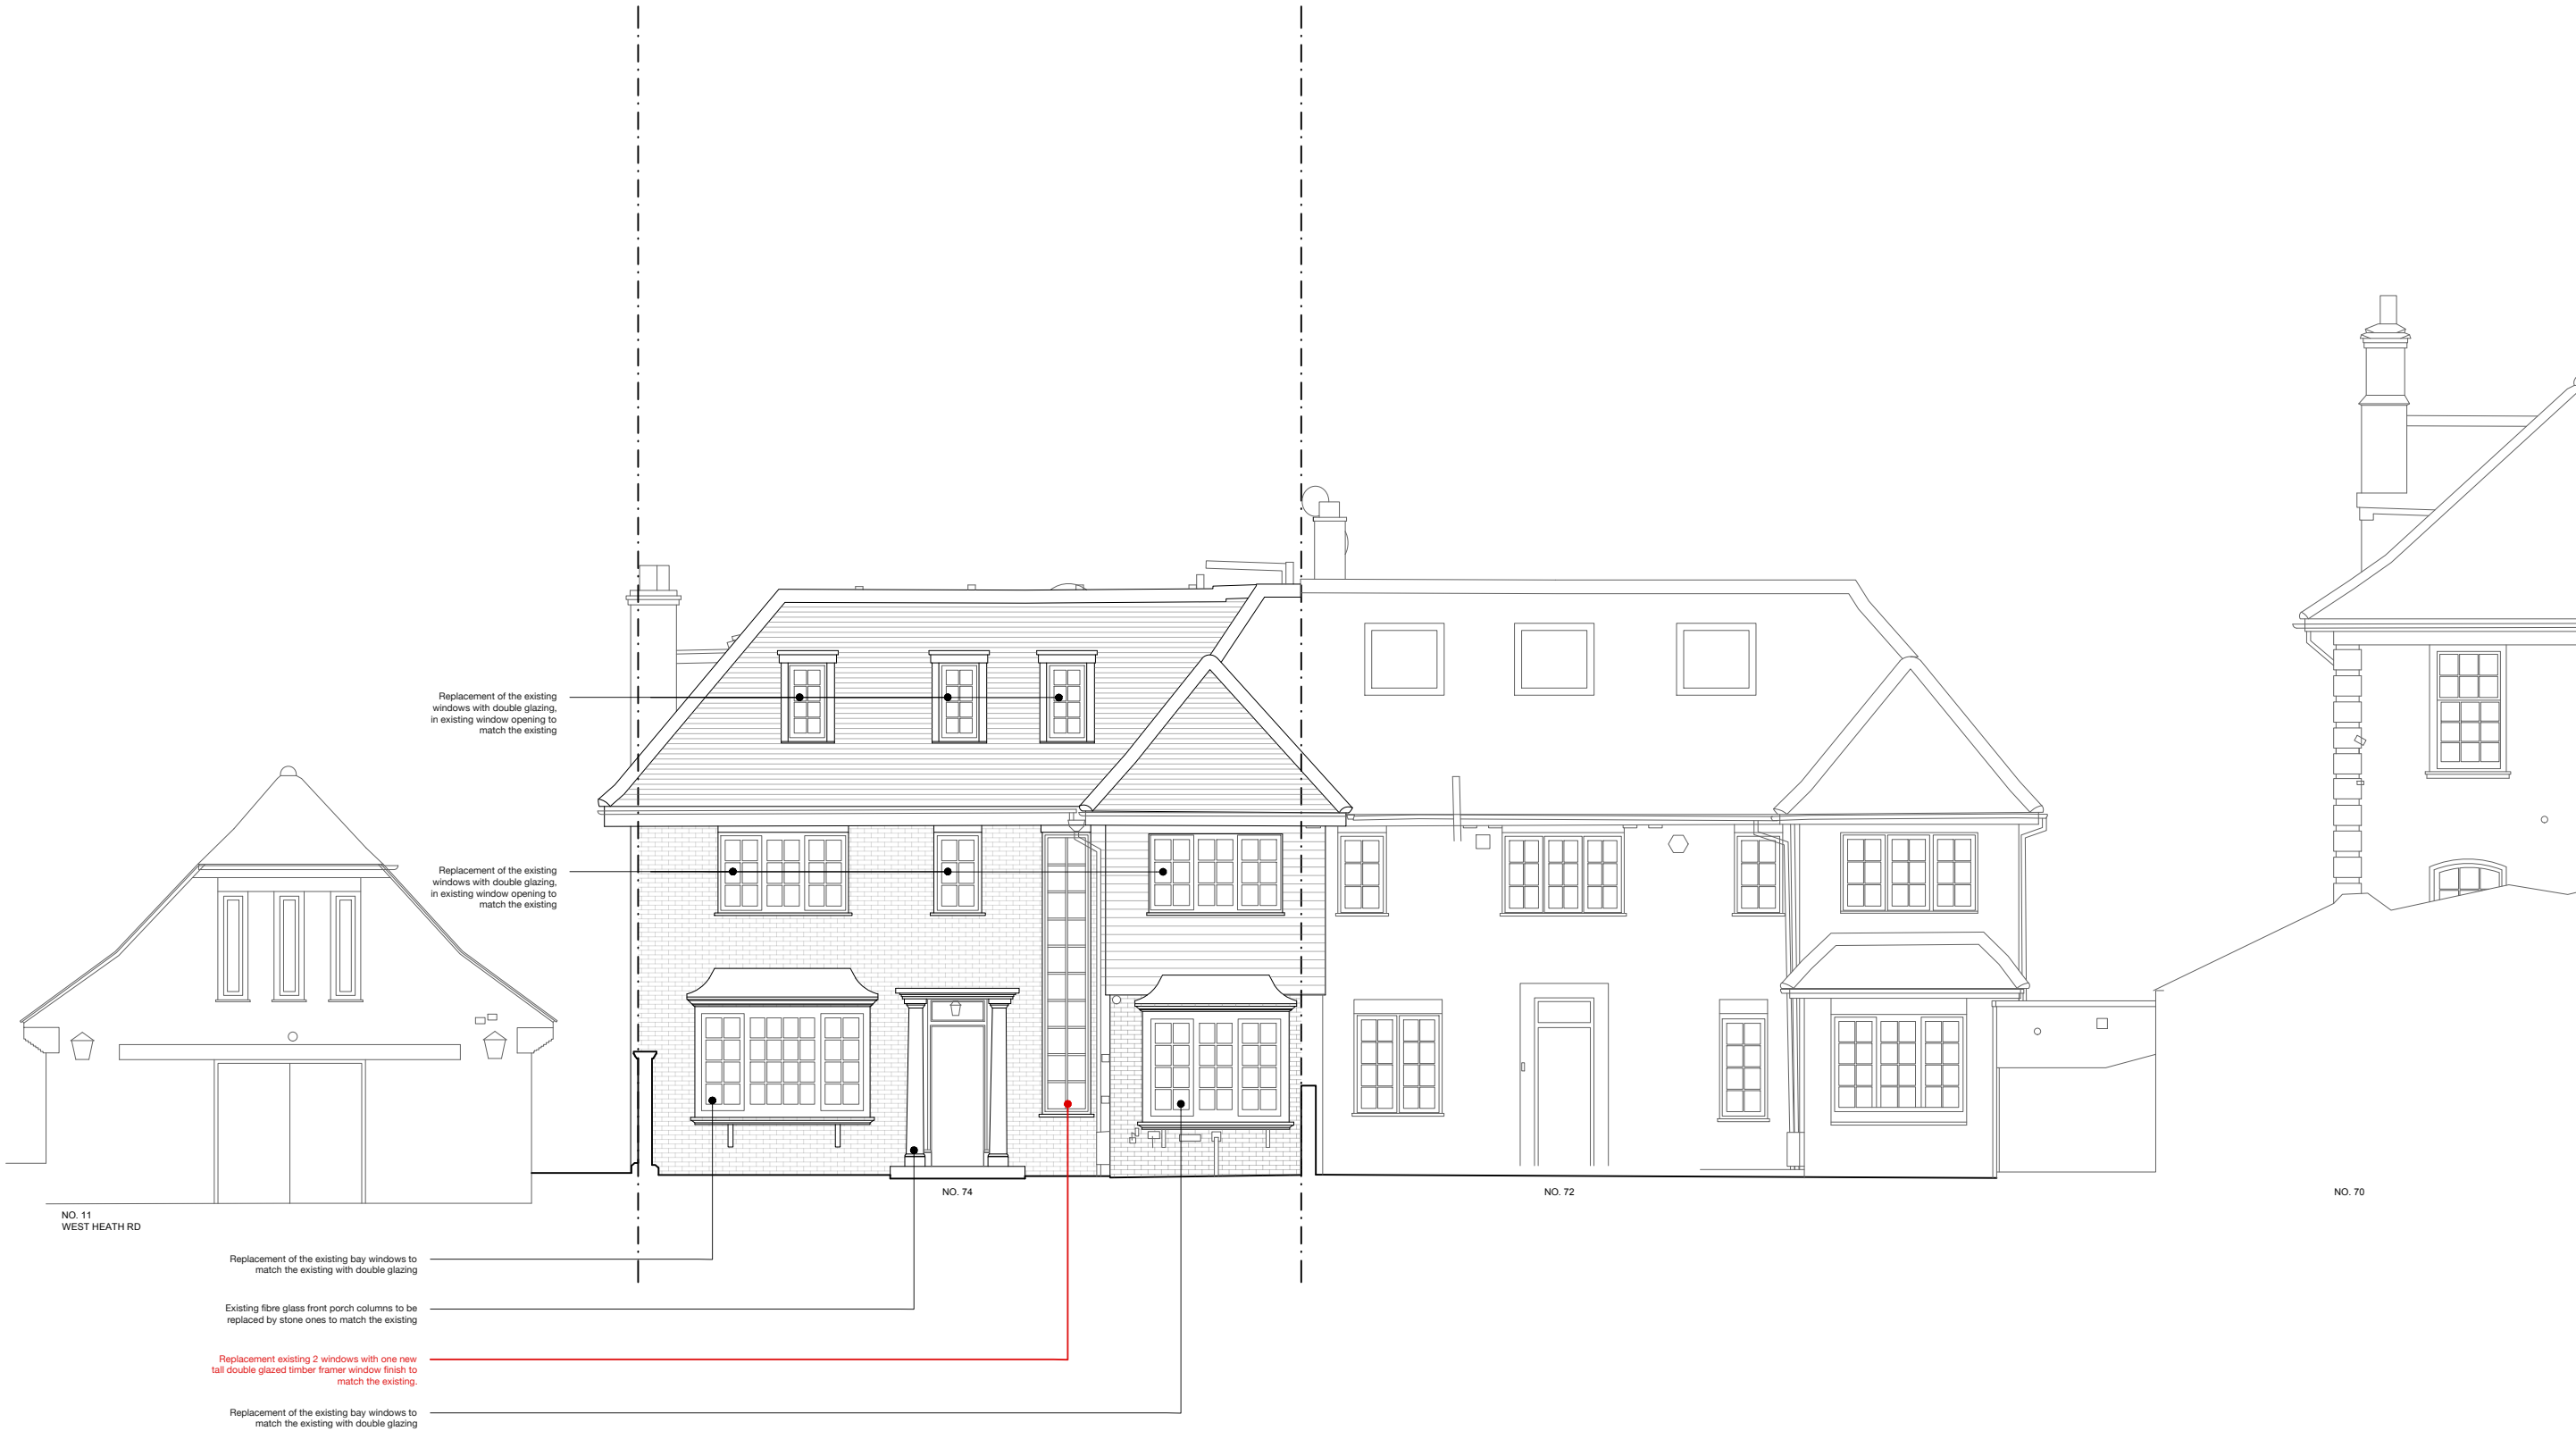 Replacement of the existing
windows with double glazing,
in existing window opening to
match the existing
Replacement of the existing
windows with double glazing,
in existing window opening to
match the existing
NO. 74
NO. 72
NO. 70
NO. 11
WEST HEATH RD
Replacement of the existing bay windows to
match the existing with double glazing
Existing fibre glass front porch columns to be
replaced by stone ones to match the existing
Replacement existing 2 windows with one new
tall double glazed timber framer window finish to
match the existing.
Replacement of the existing bay windows to
match the existing with double glazing